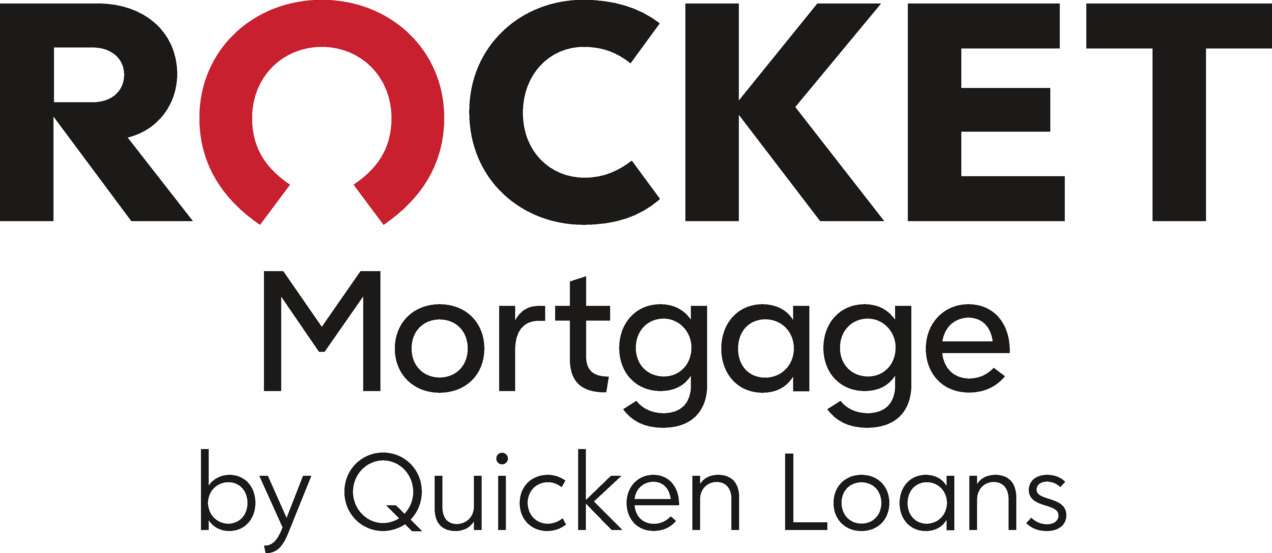 ROCKET
Mortgage
by Quicken Loans